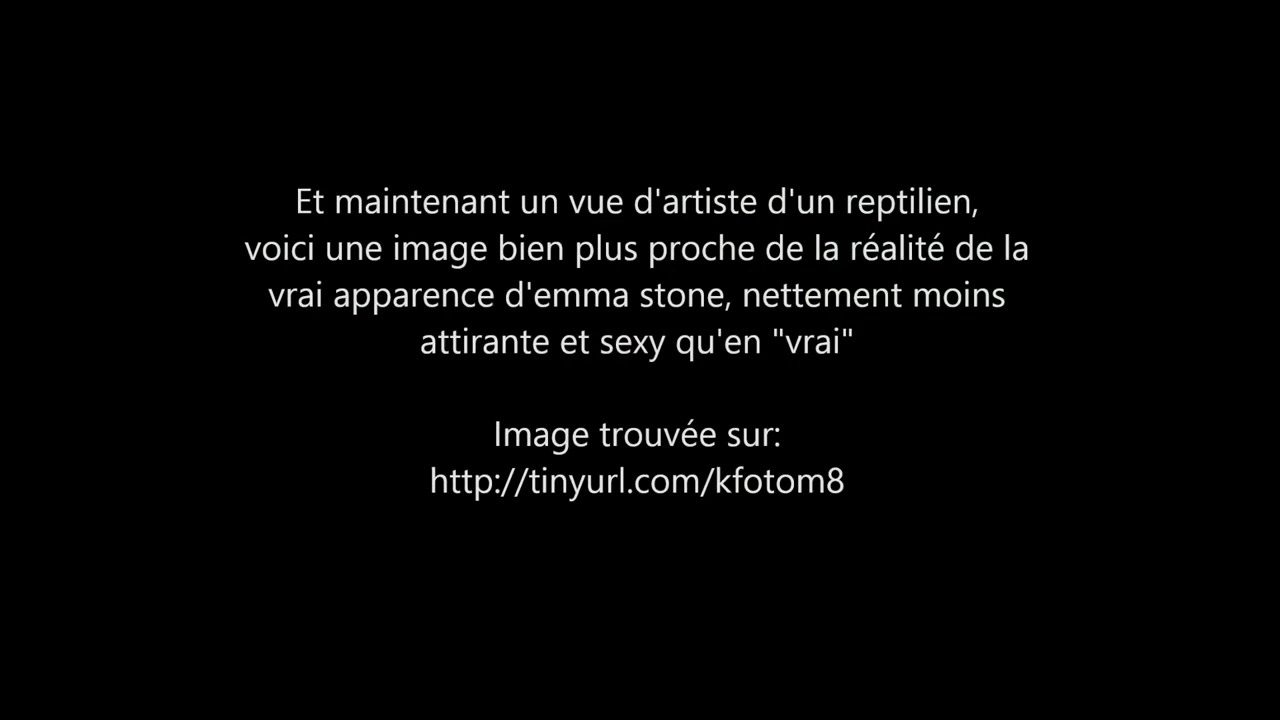 Et maintenant un vue d'artiste d'un reptilien,
voici une image bien plus proche de la réalité de la
vrai apparence d'emma stone, nettement moins
attirante et sexy qu'en "vrai"
Image trouvée sur:
http://tinyurl.com/kfotom8